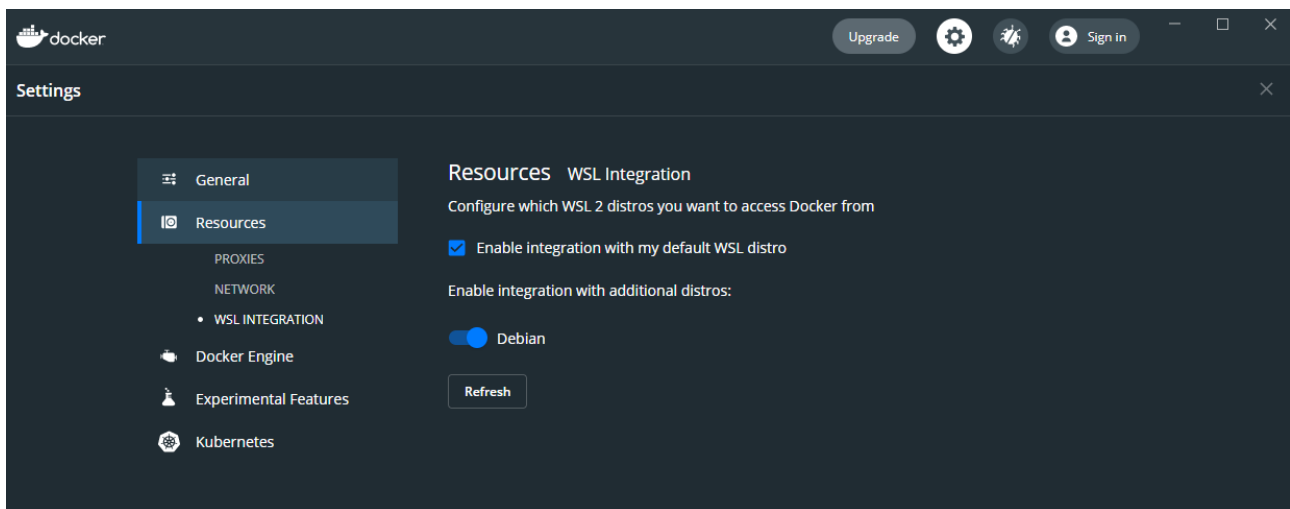 docker
Upgrade
Sign in
Settings
General
Resources
PROXIES
NETWORK
WSL INTEGRATION
Docker Engine
Experimental Features
Kubernetes
Resources WSL Integration
Configure which WSL 2 distros you want to access Docker from
Enable integration with my default WSL distro
Enable integration with additional distros:
Debian
Refresh